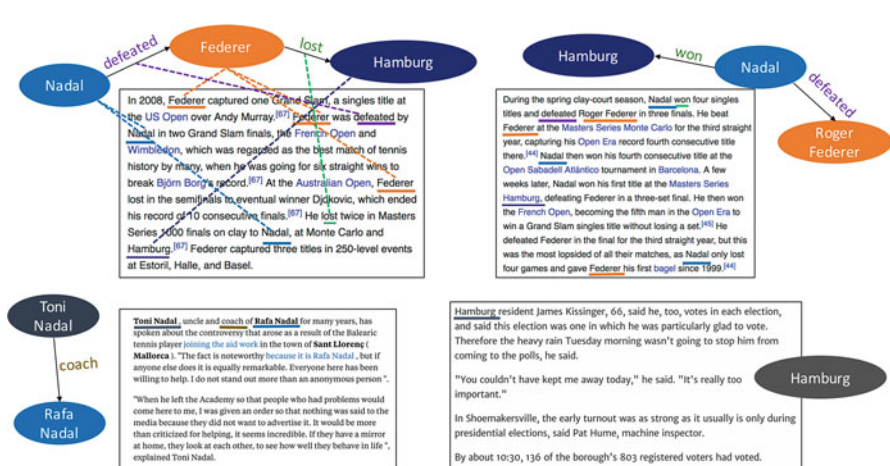 defeated
Federer
lost
Hamburg
Nadal
In 2008, Federer captured one Grand Slam, a singles title at
the US Open over Andy Murray.[67] Federer was defeated by
Nadal in two Grand Slam finals, the French Open and
Wimbledon, which was regarded as the best match of tennis
history by many, when he was going for six straight wins to
break Björn Borg's record.[67] At the Australian Open, Federer
lost in the semifinals to eventual winner Djokovic, which ended
his record of 10 consecutive finals.[67] He lost twice in Masters
Series 1000 finals on clay to Nadal, at Monte Carlo and
Hamburg.[67] Federer captured three titles in 250-level events
at Estoril, Halle, and Basel.
Hamburg
won
Nadal
defeated
Roger
Federer
During the spring clay-court season, Nadal won four singles
titles and defeated Roger Federer in three finals. He beat
Federer at the Masters Series Monte Carlo for the third straight
year, capturing his Open Era record fourth consecutive title
there.[44] Nadal then won his fourth consecutive title at the
Open Sabadell Atlántico tournament in Barcelona. A few
weeks later, Nadal won his first title at the Masters Series
Hamburg, defeating Federer in a three-set final. He then won
the French Open, becoming the fifth man in the Open Era to
win a Grand Slam singles title without losing a set.[45] He
defeated Federer in the final for the third straight year, but this
was the most lopsided of all their matches, as Nadal only lost
four games and gave Federer his first bagel since 1999.[44]
Toni
Nadal
coach
Rafa
Nadal
Toni Nadal , uncle and coach of Rafa Nadal for many years, has
spoken about the controversy that arose as a result of the Balearic
tennis player joining the aid work in the town of Sant Llorenç (
Mallorca ). "The fact is noteworthy because it is Rafa Nadal , but if
anyone else does it is equally remarkable. Everyone here has been
willing to help. I do not stand out more than an anonymous person ".
"When he left the Academy so that people who had problems would
come here to me, I was given an order so that nothing was said to the
media because they did not want to advertise it. It would be more
than criticized for helping, it seems incredible. If they have a mirror
at home, they look at each other, to see how well they behave in life ",
explained Toni Nadal.
Hamburg resident James Kissinger, 66, said he, too, votes in each election,
and said this election was one in which he was particularly glad to vote.
Therefore the heavy rain Tuesday morning wasn't going to stop him from
coming to the polls, he said.
"You couldn't have kept me away today," he said. "It's really too
important."
In Shoemakersville, the early turnout was as strong as it usually is only during
presidential elections, said Pat Hume, machine inspector.
By about 10:30, 136 of the borough's 803 registered voters had voted.
Hamburg